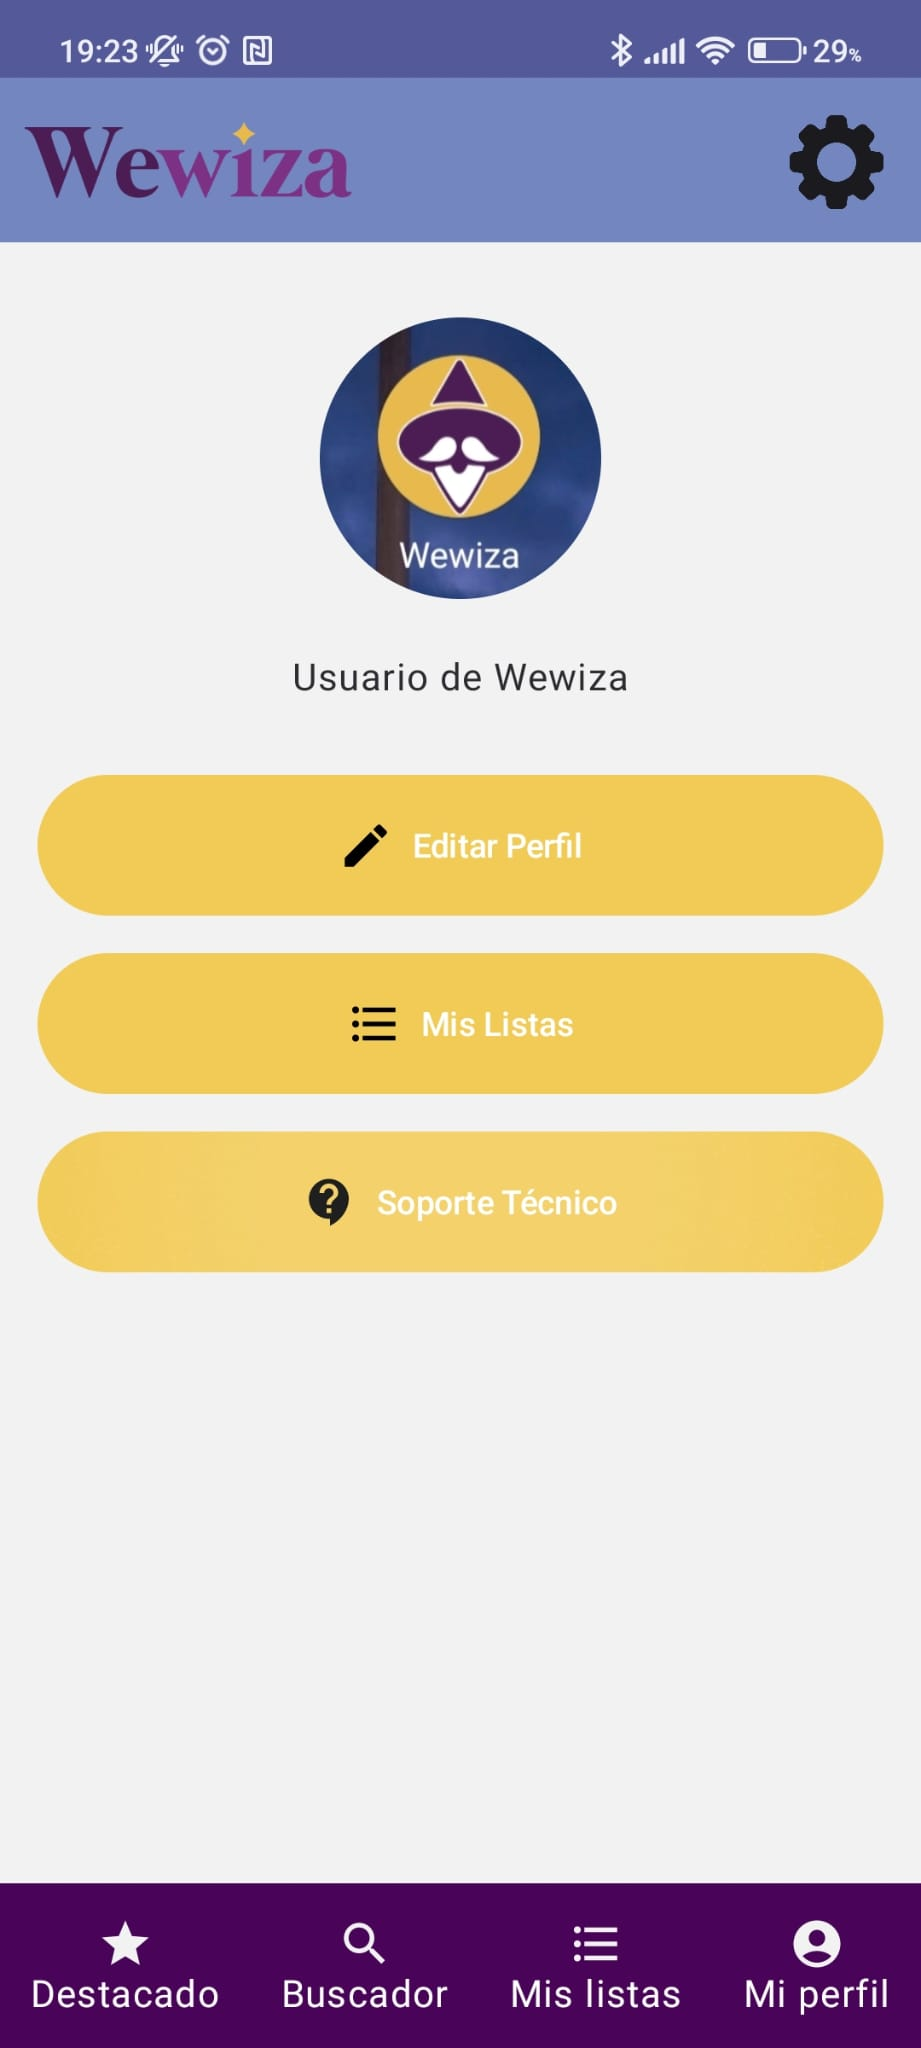 19:23
29%
Wewiza
Wewiza
Usuario de Wewiza
Editar Perfil
Mis Listas
Soporte Técnico
Destacado
Buscador
Mis listas
Mi perfil